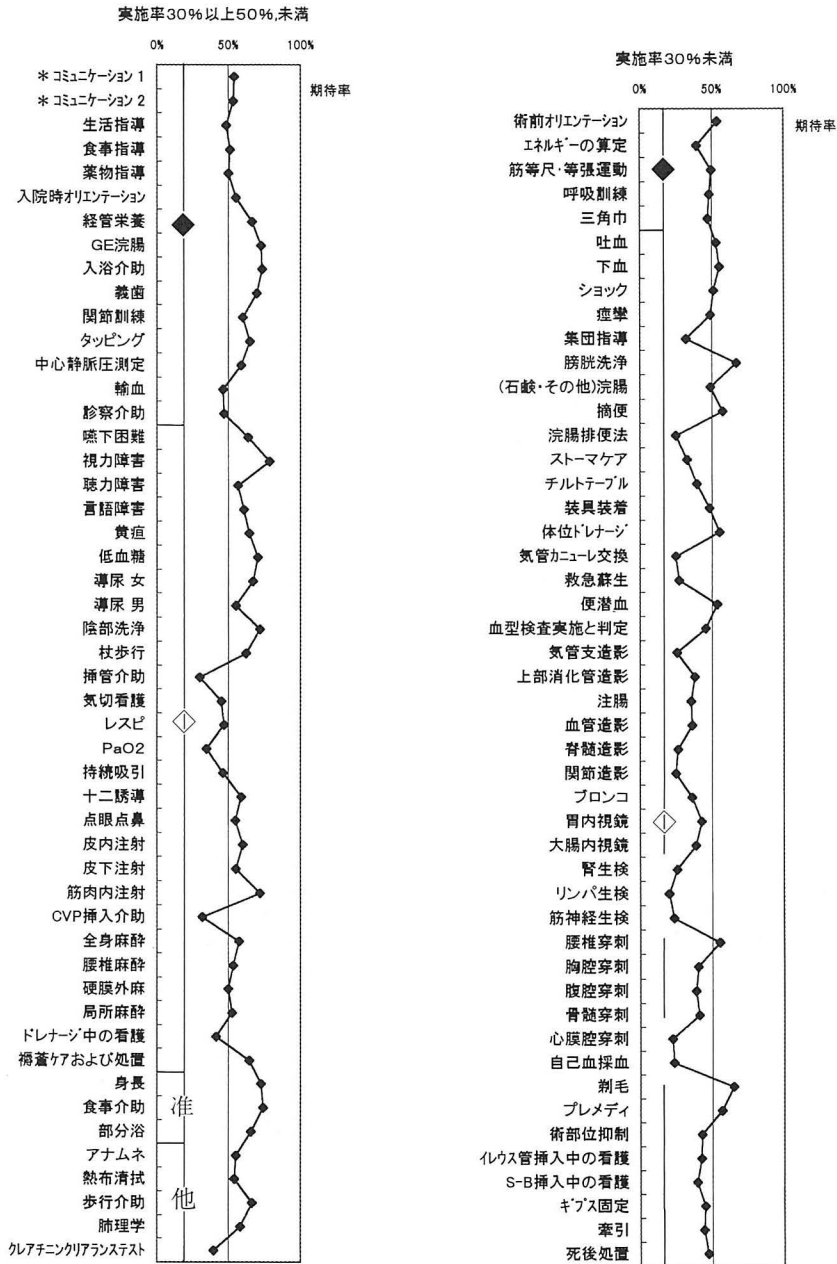 実施率30%以上50%,未満
0% 50% 100%
期待率
＊コミュニケーション 1
＊コミュニケーション 2
生活指導
食事指導
薬物指導
入院時オリエンテーション
経管栄養
GE浣腸
入浴介助
義歯
関節訓練
タッピング
中心静脈圧測定
輸血
診察介助
嚥下困難
視力障害
聴力障害
言語障害
黄疸
低血糖
導尿 女
導尿 男
陰部洗浄
杖歩行
挿管介助
気切看護
レスピ
PaO2
持続吸引
十二誘導
点眼点鼻
皮内注射
皮下注射
筋肉内注射
CVP挿入介助
全身麻酔
腰椎麻酔
硬膜外麻
局所麻酔
ドレナージ中の看護
褥蒼ケアおよび処置
身長
食事介助
部分浴
准
アナムネ
熱布清拭
歩行介助
肺理学
クレアチニンクリアランステスト
他
実施率30%未満
0% 50% 100%
期待率
術前オリエンテーション
エネルギーの算定
筋等尺・等張運動
呼吸訓練
三角巾
吐血
下血
ショック
痙攣
集団指導
膀胱洗浄
(石鹸・その他)浣腸
摘便
浣腸排便法
ストーマケア
チルトテーブル
装具装着
体位ドレナージ
気管カニューレ交換
救急蘇生
便潜血
血型検査実施と判定
気管支造影
上部消化管造影
注腸
血管造影
脊髄造影
関節造影
ブロンコ
胃内視鏡
大腸内視鏡
腎生検
リンパ生検
筋神経生検
腰椎穿刺
胸腔穿刺
腹腔穿刺
骨髄穿刺
心膜腔穿刺
自己血採血
剃毛
プレメディ
術部位抑制
イレウス管挿入中の看護
S-B挿入中の看護
ギプス固定
牽引
死後処置